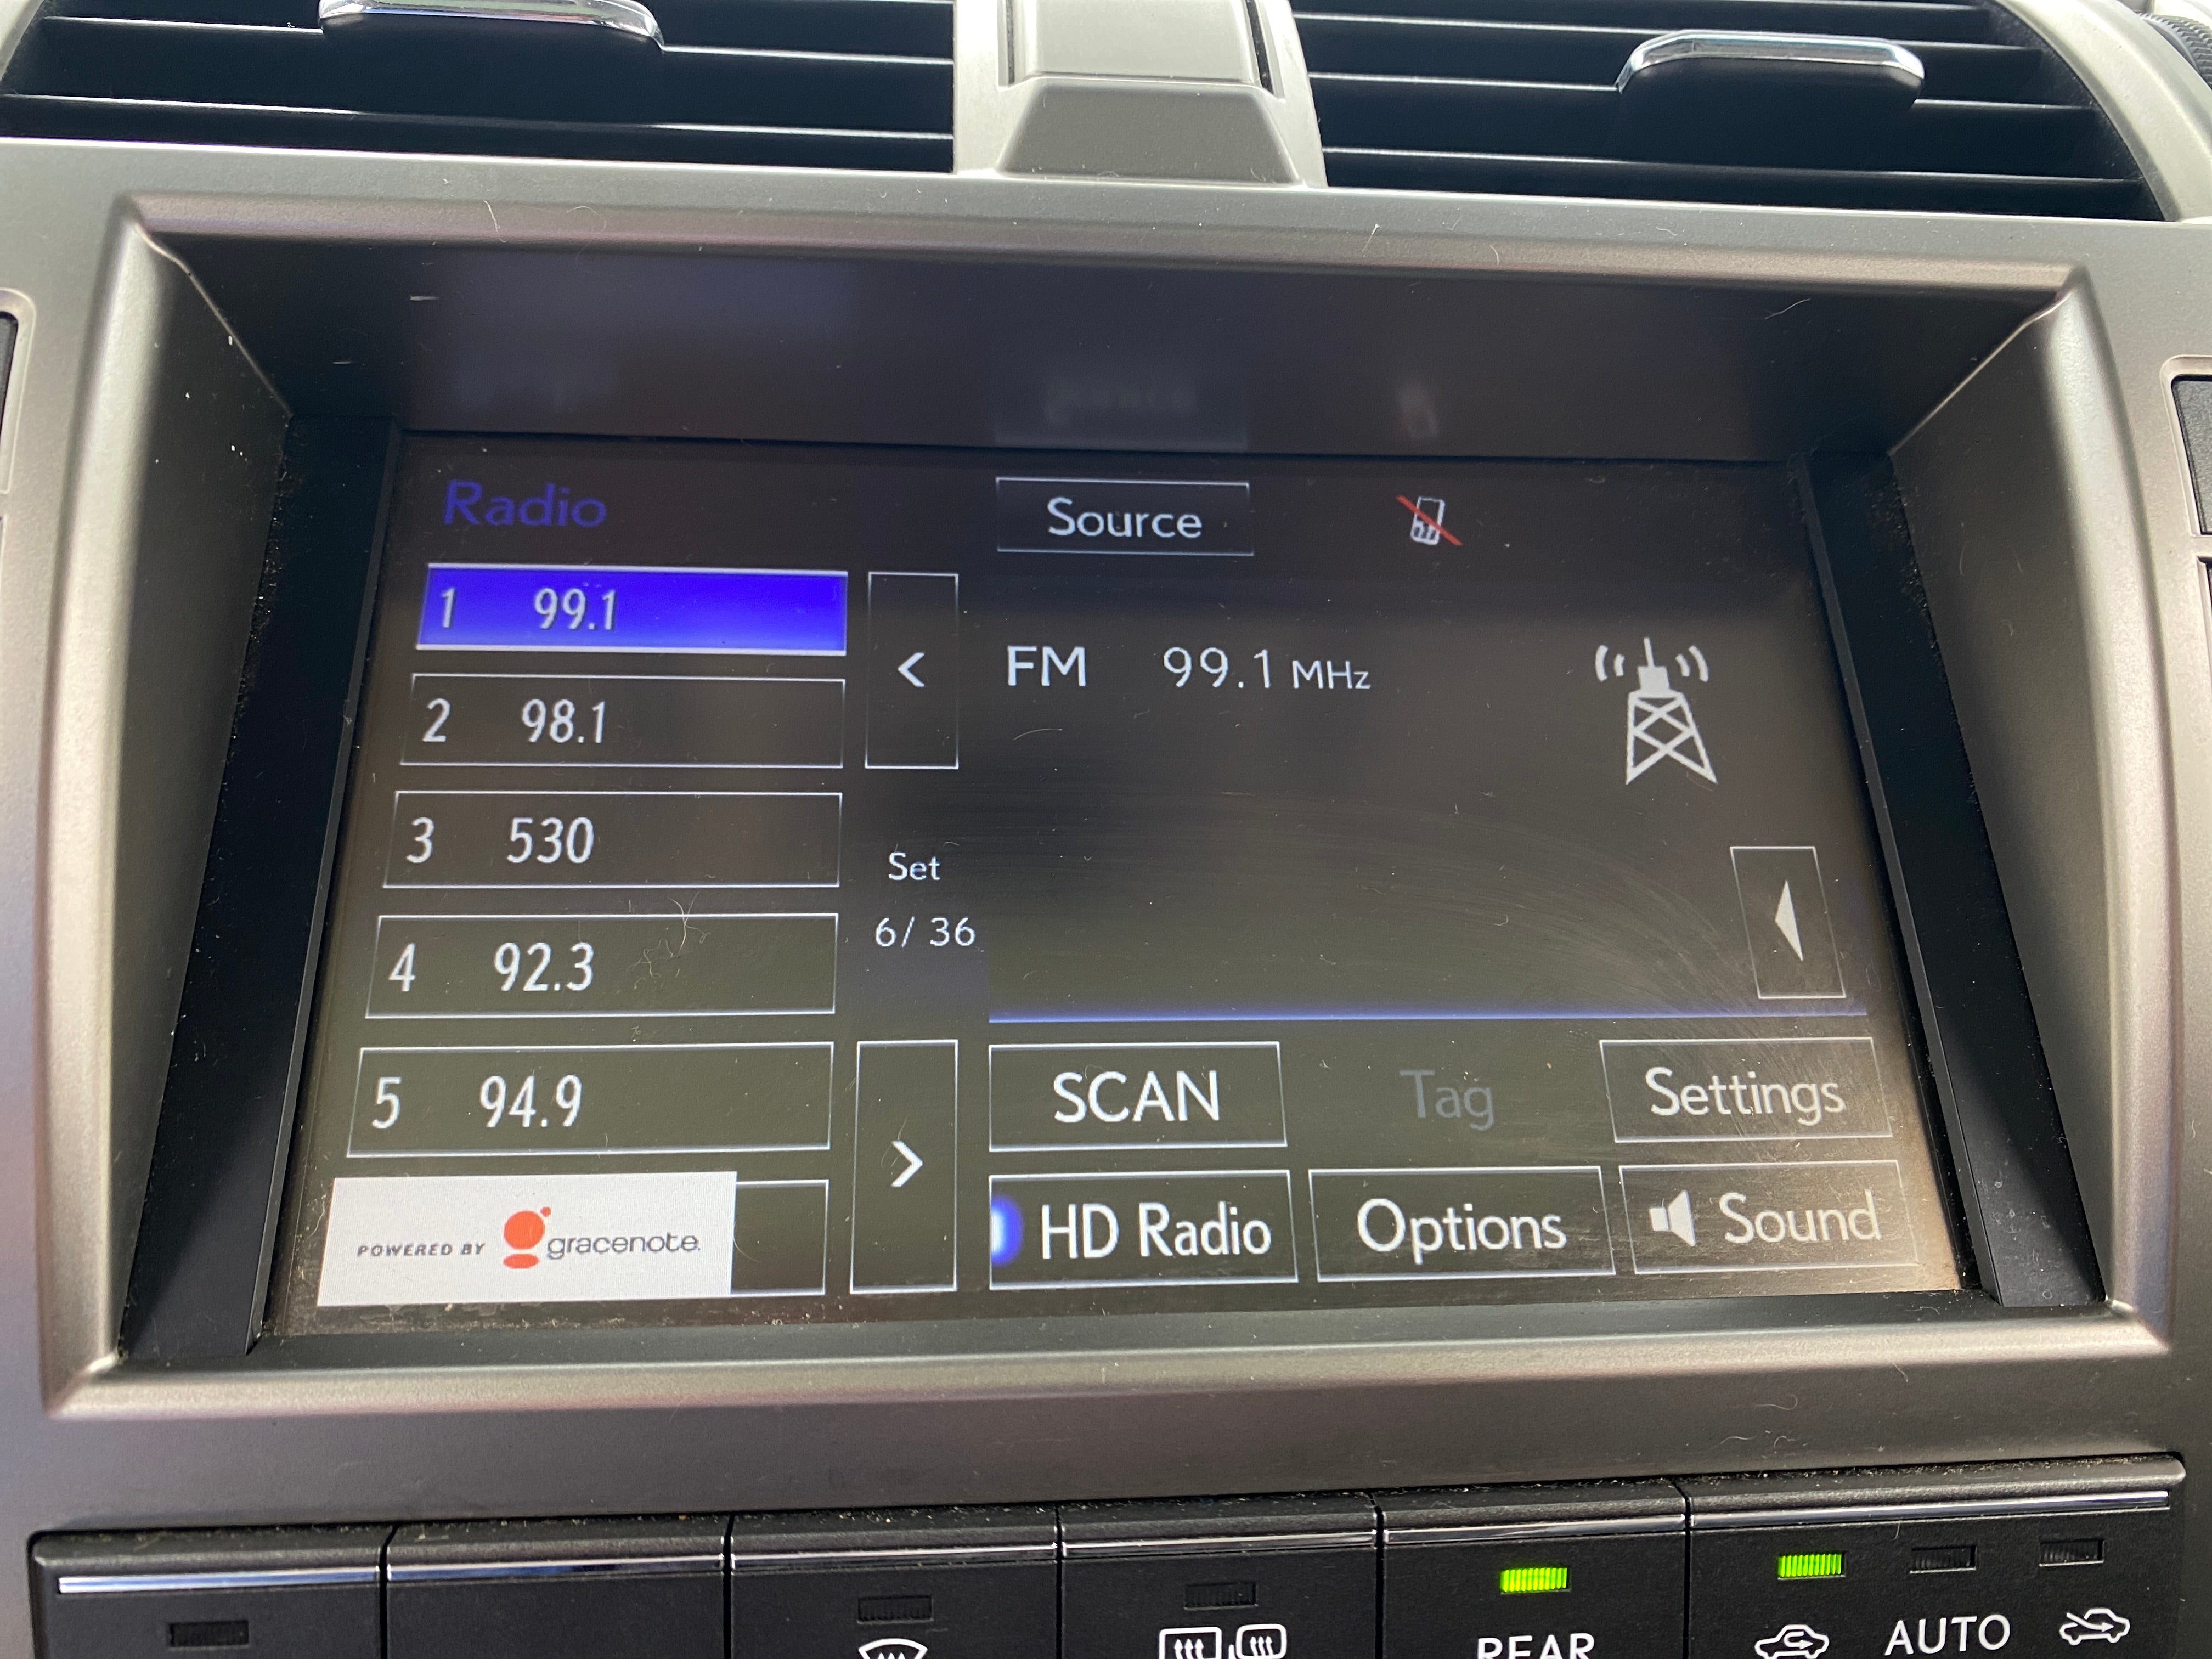 Radio
Source
1 99.1
2 98.1
3 530
4 92.3
5 94.9
<
Set
6/ 36
>
FM 99.1 MHz
SCAN
Tag
Settings
HD Radio
Options
Sound
POWERED BY gracenote.
REAR
AUTO